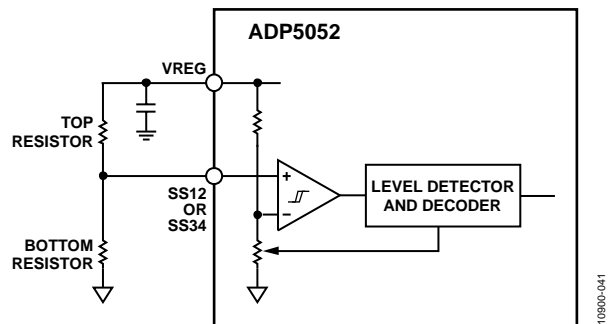 ADP5052
VREG
TOP
RESISTOR
+
SS12
OR
SS34
−
LEVEL DETECTOR
AND DECODER
BOTTOM
RESISTOR
10900-041